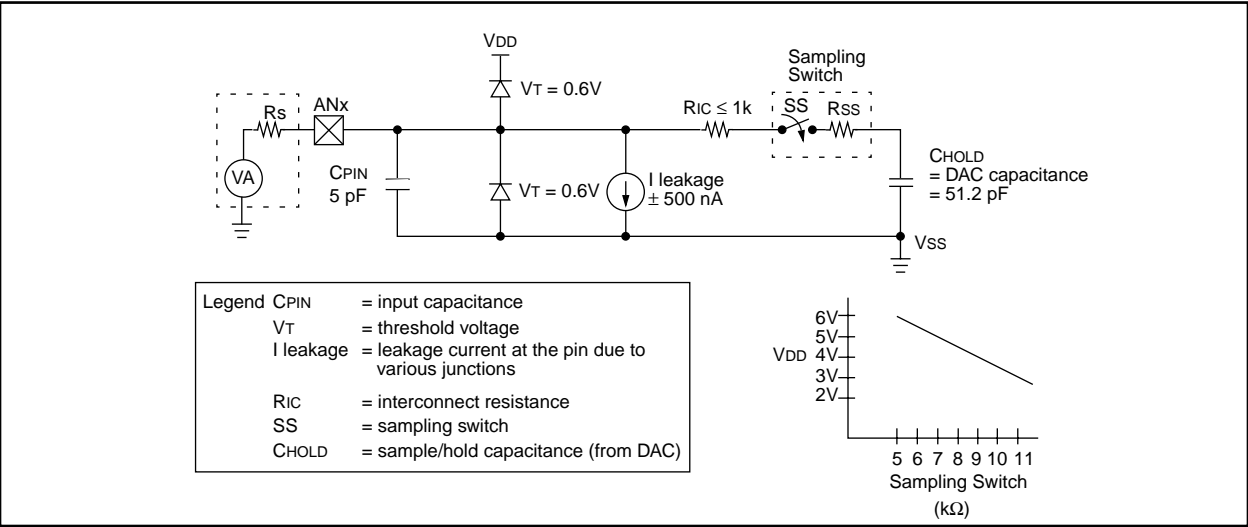 VDD
VT = 0.6V
Sampling
Switch
Rs
ANx
RIC ≤ 1k
SS
RSS
VA
CPIN
5 pF
VT = 0.6V
I leakage
± 500 nA
CHOLD
= DAC capacitance
= 51.2 pF
VSS
Legend CPIN = input capacitance
VT = threshold voltage
I leakage = leakage current at the pin due to
various junctions
RIC = interconnect resistance
SS = sampling switch
CHOLD = sample/hold capacitance (from DAC)
6V
5V
VDD 4V
3V
2V
5 6 7 8 9 10 11
Sampling Switch
(kΩ)